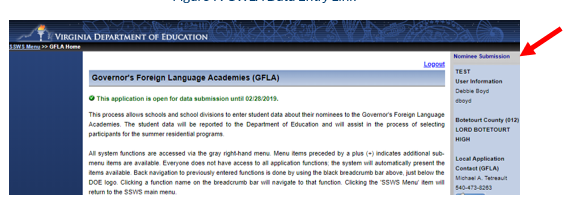 VIRGINIA DEPARTMENT OF EDUCATION
SSWS Menu >> GFLA Home
Logout
Governor's Foreign Language Academies (GFLA)
This application is open for data submission until 02/28/2019.
This process allows schools and school divisions to enter student data about their nominees to the Governor's Foreign Language
Academies. The student data will be reported to the Department of Education and will assist in the process of selecting
participants for the summer residential programs.
All system functions are accessed via the gray right-hand menu. Menu items preceded by a plus (+) indicates additional sub-
menu items are available. Everyone does not have access to all application functions; the system will automatically present the
items available. Back navigation to previously entered functions is done by using the black breadcrumb bar above, just below the
DOE logo. Clicking a function name on the breadcrumb bar will navigate to that function. Clicking the 'SSWS Menu' item will
return to the SSWS main menu.
Nominee Submission
TEST
User Information
Debbie Boyd
dboyd
Botetourt County (012)
LORD BOTETOURT
HIGH
Local Application
Contact (GFLA)
Michael A. Tetreault
540-473-8263